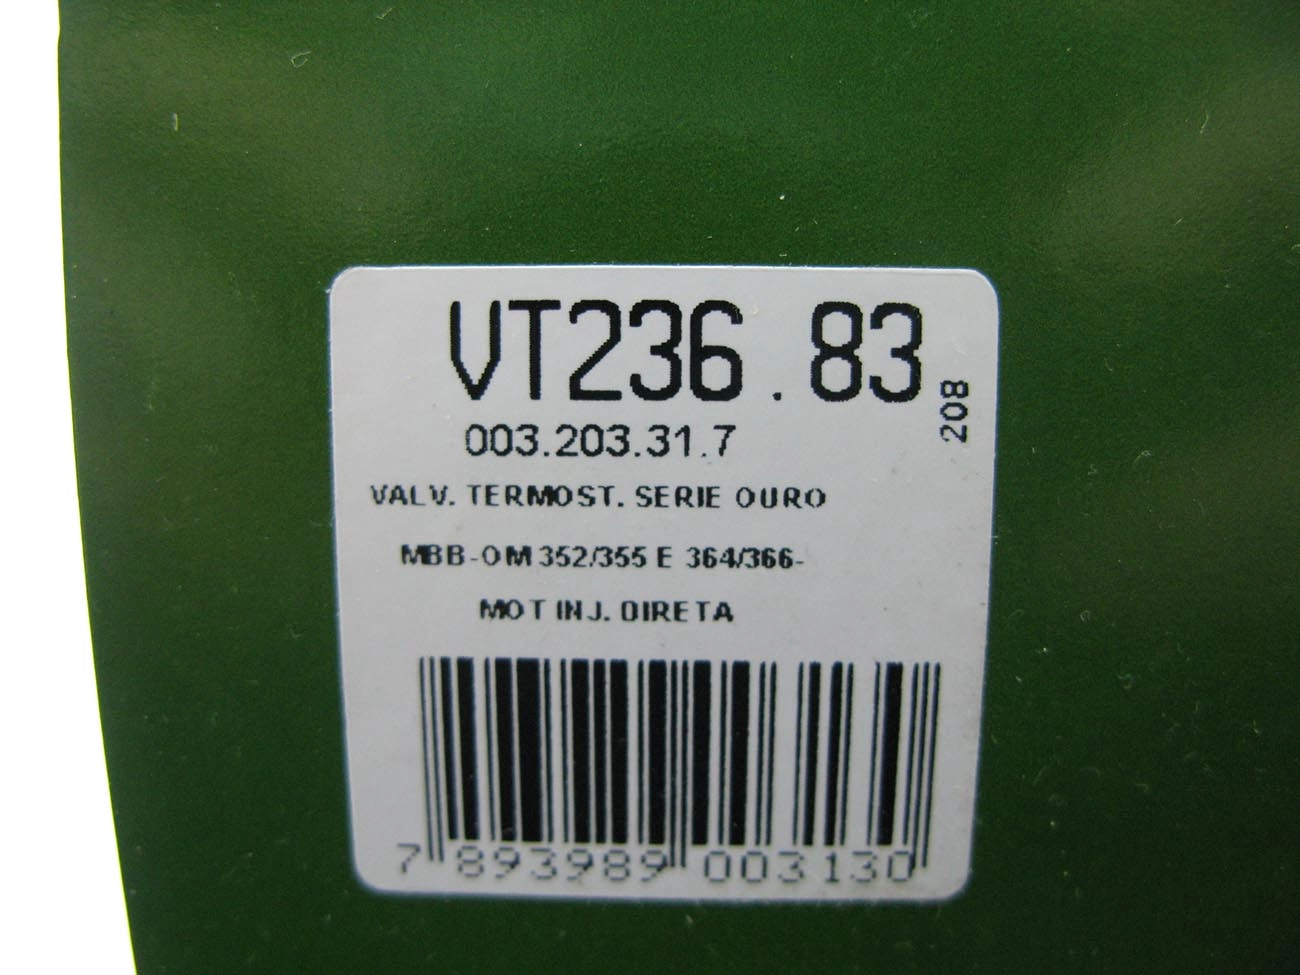 VT236.83
208
003.203.31.7
VALV. TERMOST. SERIE OURO
MBB-OM 352/355 E 364/366-
MOT INJ. DIRETA
7 893989 003130